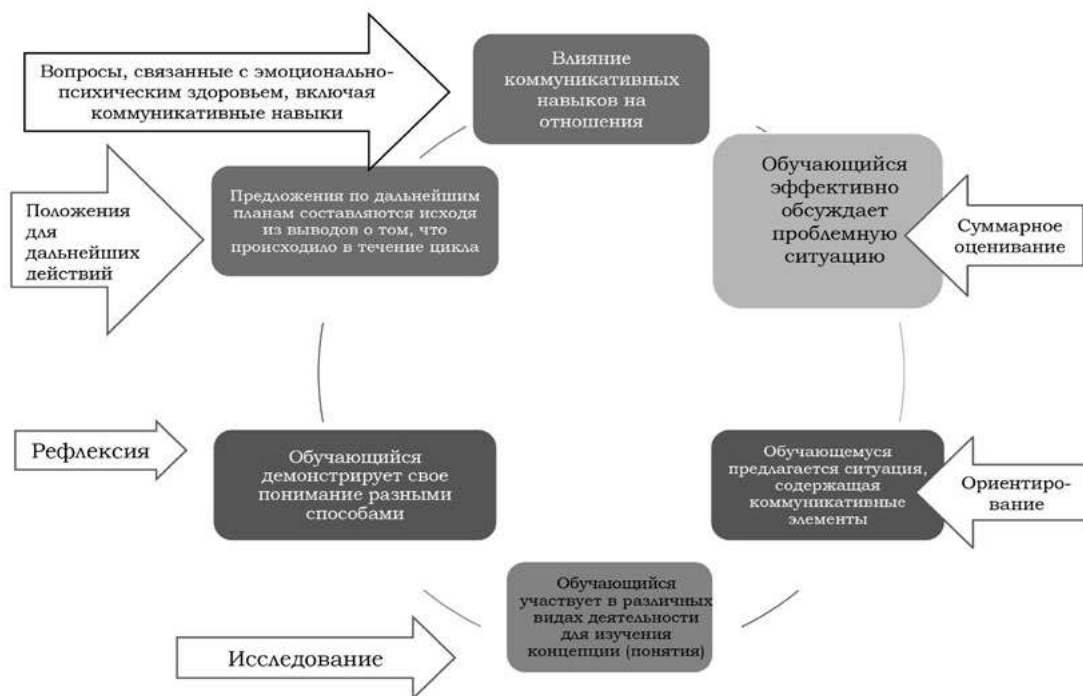 Вопросы, связанные с эмоционально-
психическим здоровьем, включая
коммуникативные навыки
Влияние
коммуникативных
навыков на
отношения
Обучающийся
эффективно
обсуждает
проблемную
ситуацию
Суммарное
оценивание
Предложения по дальнейшим
планам составляются исходя
из выводов о том, что
происходило в течение цикла
Положения
для
дальнейших
действий
Рефлексия
Обучающийся
демонстрирует свое
понимание разными
способами
Обучающемуся
предлагается ситуация,
содержащая
коммуникативные
элементы
Ориентиро-
вание
Обучающийся
участвует в различных
видах деятельности
для изучения
концепции (понятия)
Исследование